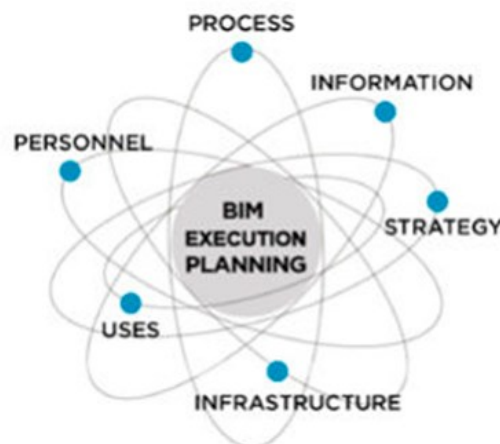 PROCESS
INFORMATION
PERSONNEL
STRATEGY
BIM
EXECUTION
PLANNING
USES
INFRASTRUCTURE